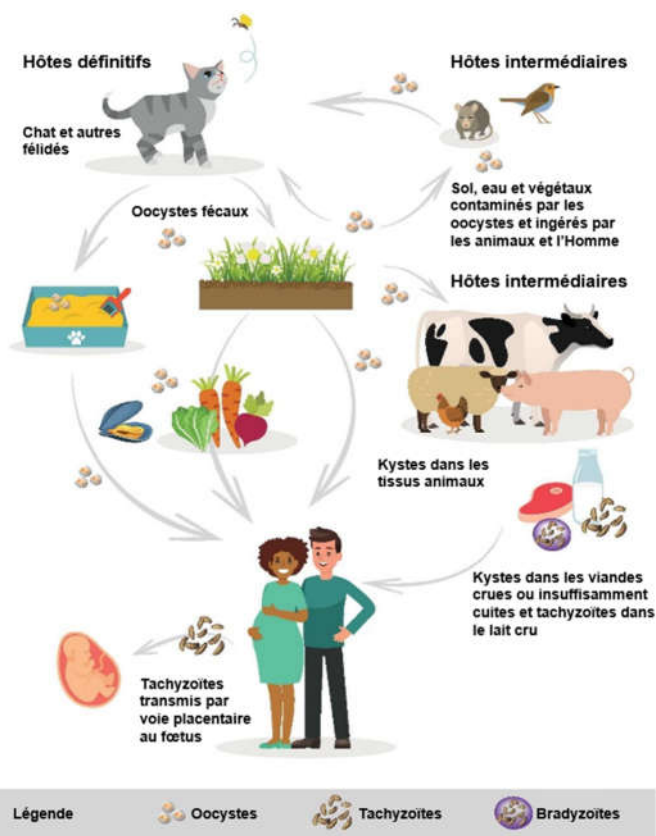 Hôtes définitifs
Chat et autres
félidés
Hôtes intermédiaires
Sol, eau et végétaux
contaminés par les
oocystes et ingérés par
les animaux et l'Homme
Oocystes fécaux
Hôtes intermédiaires
Kystes dans les
tissus animaux
Kystes dans les viandes
crues ou insuffisamment
cuites et tachyzoïtes dans
le lait cru
Tachyzoïtes
transmis par
voie placentaire
au fœtus
Légende
Oocystes
Tachyzoïtes
Bradyzoïtes